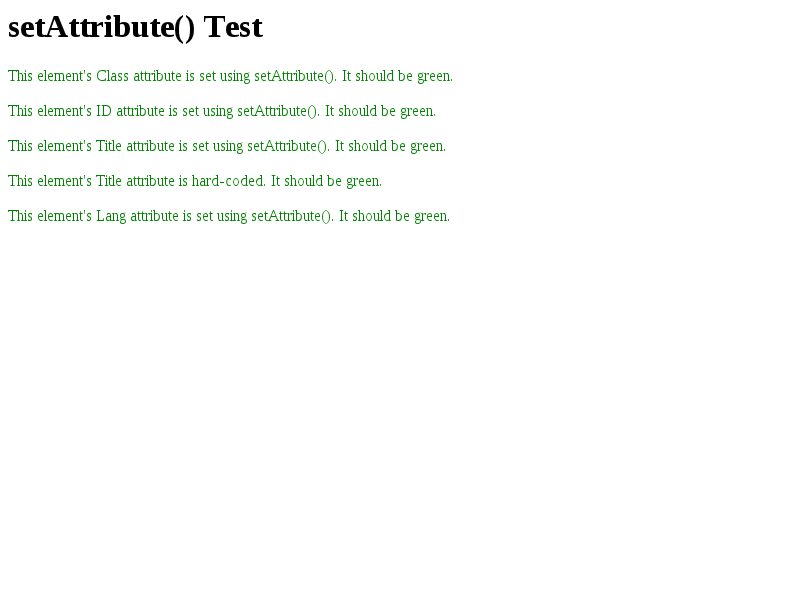 setAttribute() Test
This element's Class attribute is set using setAttribute(). It should be green.
This element's ID attribute is set using setAttribute(). It should be green.
This element's Title attribute is set using setAttribute(). It should be green.
This element's Title attribute is hard-coded. It should be green.
This element's Lang attribute is set using setAttribute(). It should be green.